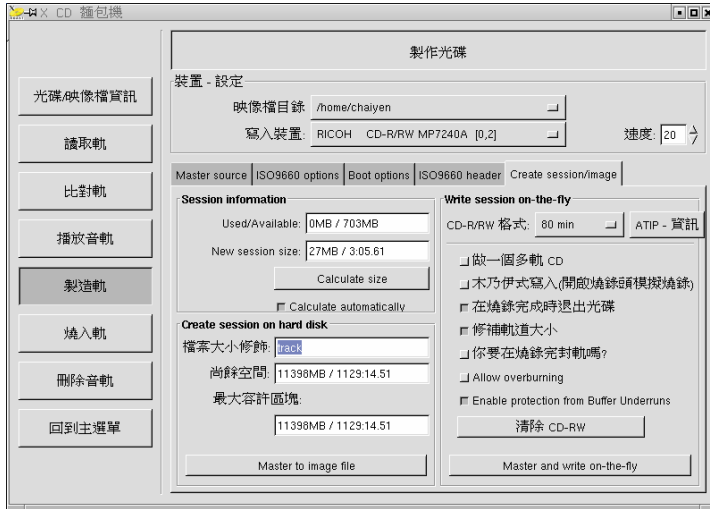 X CD 麵包機
製作光碟
光碟/映像檔資訊
讀取軌
比對軌
播放音軌
製造軌
燒入軌
刪除音軌
回到主選單
裝置 - 設定
映像檔目錄 /home/chaiyen
寫入裝置: RICOH CD-R/RW MP7240A [0,2] 速度: 20
Master source ISO9660 options Boot options ISO9660 header Create session/image
Session information
Used/Available: 0MB / 703MB
New session size: 27MB / 3:05.61
Calculate size
Calculate automatically
Create session on hard disk
檔案大小修飾: track
尚餘空間: 11398MB / 1129:14.51
最大容許區塊:
11398MB / 1129:14.51
Master to image file
Write session on-the-fly
CD-R/RW 格式: 80 min ATIP - 資訊
做一個多軌 CD
木乃伊式寫入(開啟燒錄頭模擬燒錄)
在燒錄完成時退出光碟
修補軌道大小
你要在燒錄完封軌嗎?
Allow overburning
Enable protection from Buffer Underruns
清除 CD-RW
Master and write on-the-fly